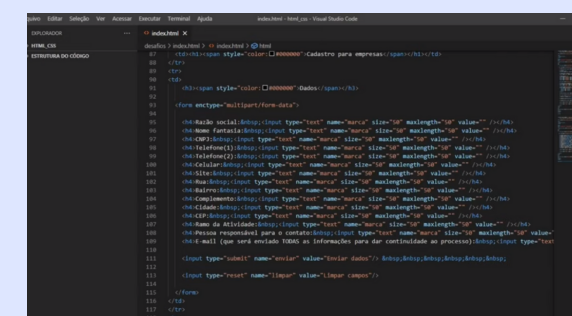 quivo Editar Seleção Ver Acessar Executar Terminal Ajuda index.html - html_css - Visual Studio Code
EXPLORADOR ··· index.html ×
HTML_CSS desafios > index.html > index.html > html
ESTRUTURA DO CÓDIGO
87 <td><h1><span style="color: #000000">Cadastro para empresas</span></h1></td>
88 </tr>
89 <tr>
90 <td>
91 <h3><span style="color: #000000">Dados</span></h3>
92
93 <form enctype="multipart/form-data">
94
95 <h4>Razão social:&nbsp;<input type="text" name="marca" size="50" maxlength="50" value="" /></h4>
96 <h4>Nome fantasia:&nbsp;<input type="text" name="marca" size="50" maxlength="50" value="" /></h4>
97 <h4>CNPJ:&nbsp;<input type="text" name="marca" size="50" maxlength="50" value="" /></h4>
98 <h4>Telefone(1):&nbsp;<input type="text" name="marca" size="50" maxlength="50" value="" /></h4>
99 <h4>Telefone(2):&nbsp;<input type="text" name="marca" size="50" maxlength="50" value="" /></h4>
100 <h4>Celular:&nbsp;<input type="text" name="marca" size="50" maxlength="50" value="" /></h4>
101 <h4>Site:&nbsp;<input type="text" name="marca" size="50" maxlength="50" value="" /></h4>
102 <h4>Rua:&nbsp;<input type="text" name="marca" size="50" maxlength="50" value="" /></h4>
103 <h4>Bairro:&nbsp;<input type="text" name="marca" size="50" maxlength="50" value="" /></h4>
104 <h4>Complemento:&nbsp;<input type="text" name="marca" size="50" maxlength="50" value="" /></h4>
105 <h4>Cidade:&nbsp;<input type="text" name="marca" size="50" maxlength="50" value="" /></h4>
106 <h4>CEP:&nbsp;<input type="text" name="marca" size="50" maxlength="50" value="" /></h4>
107 <h4>Ramo da Atividade:&nbsp;<input type="text" name="marca" size="50" maxlength="50" value="" /></h4>
108 <h4>Pessoa responsável para o contato:&nbsp;<input type="text" name="marca" size="50" maxlength="50" value="
109 <h4>E-mail (que será enviado TODAS as informações para dar continuidade ao processo):&nbsp;<input type="text
110
111 <input type="submit" name="enviar" value="Enviar dados"/> &nbsp;&nbsp;&nbsp;&nbsp;&nbsp;&nbsp;
112
113 <input type="reset" name="limpar" value="Limpar campos"/>
114
115 </form>
116 </td>
117 </tr>